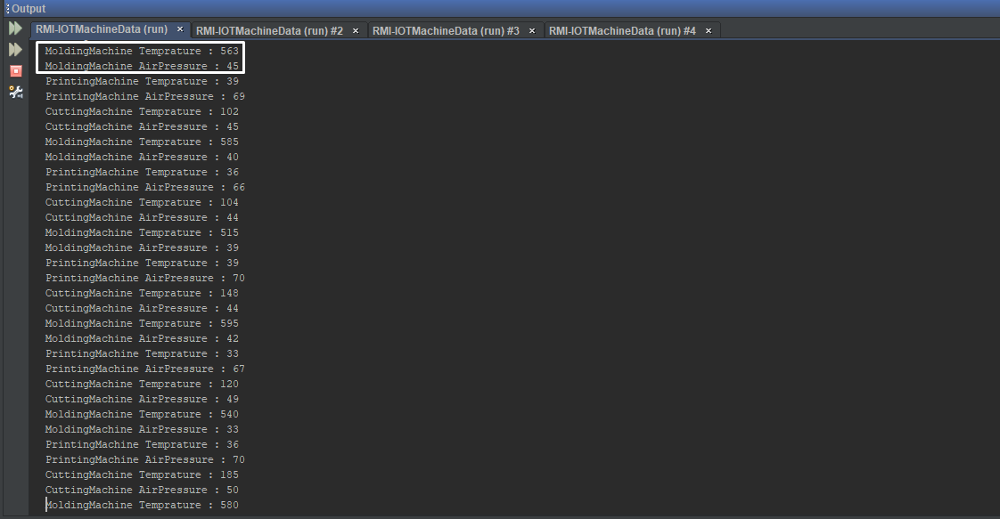 Output
RMI-IOTMachineData (run) × RMI-IOTMachineData (run) #2 × RMI-IOTMachineData (run) #3 × RMI-IOTMachineData (run) #4 ×
MoldingMachine Temprature : 563
MoldingMachine AirPressure : 45
PrintingMachine Temprature : 39
PrintingMachine AirPressure : 69
CuttingMachine Temprature : 102
CuttingMachine AirPressure : 45
MoldingMachine Temprature : 585
MoldingMachine AirPressure : 40
PrintingMachine Temprature : 36
PrintingMachine AirPressure : 66
CuttingMachine Temprature : 104
CuttingMachine AirPressure : 44
MoldingMachine Temprature : 515
MoldingMachine AirPressure : 39
PrintingMachine Temprature : 39
PrintingMachine AirPressure : 70
CuttingMachine Temprature : 148
CuttingMachine AirPressure : 44
MoldingMachine Temprature : 595
MoldingMachine AirPressure : 42
PrintingMachine Temprature : 33
PrintingMachine AirPressure : 67
CuttingMachine Temprature : 120
CuttingMachine AirPressure : 49
MoldingMachine Temprature : 540
MoldingMachine AirPressure : 33
PrintingMachine Temprature : 36
PrintingMachine AirPressure : 70
CuttingMachine Temprature : 185
CuttingMachine AirPressure : 50
MoldingMachine Temprature : 580